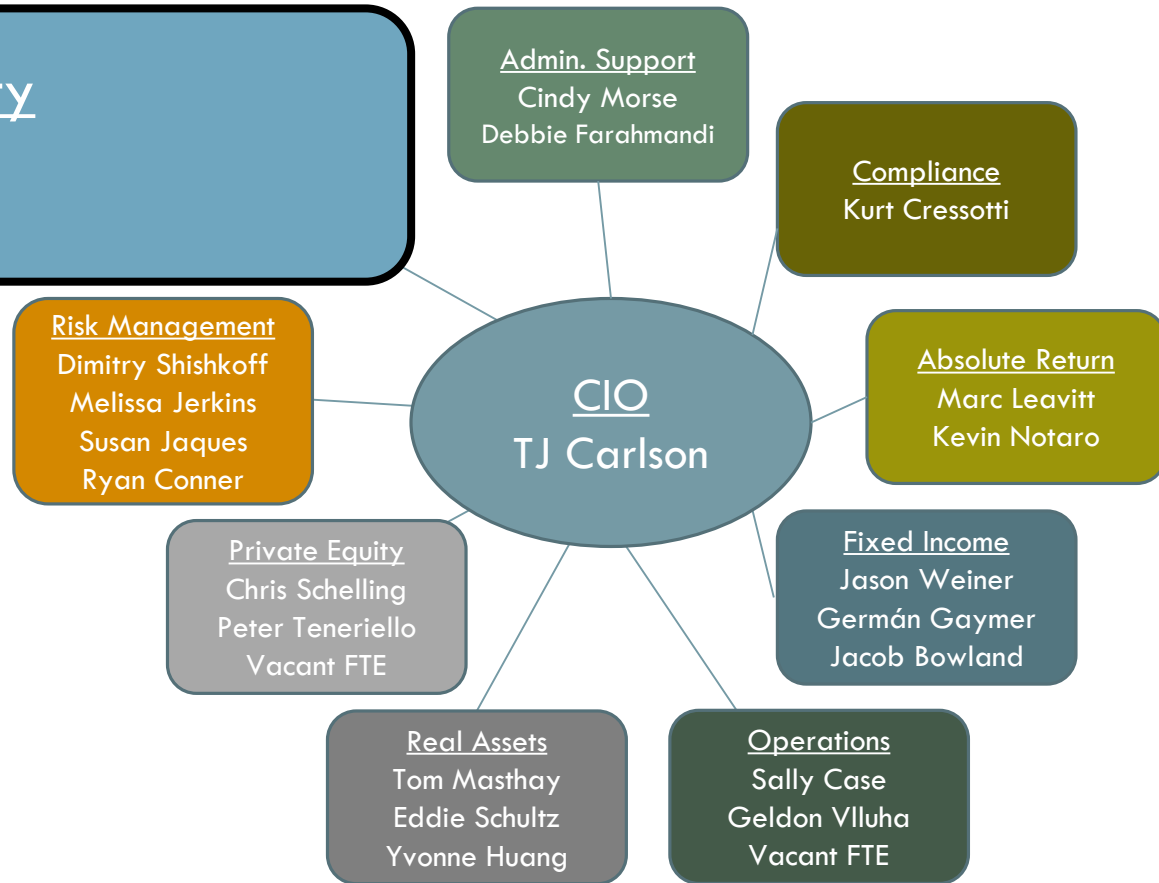 Admin. Support
Cindy Morse
Debbie Farahmandi
Compliance
Kurt Cressotti
Risk Management
Dimitry Shishkoff
Melissa Jerkins
Susan Jaques
Ryan Conner
CIO
TJ Carlson
Absolute Return
Marc Leavitt
Kevin Notaro
Private Equity
Chris Schelling
Peter Teneriello
Vacant FTE
Fixed Income
Jason Weiner
Germán Gaymer
Jacob Bowland
Real Assets
Tom Masthay
Eddie Schultz
Yvonne Huang
Operations
Sally Case
Geldon Vlluha
Vacant FTE